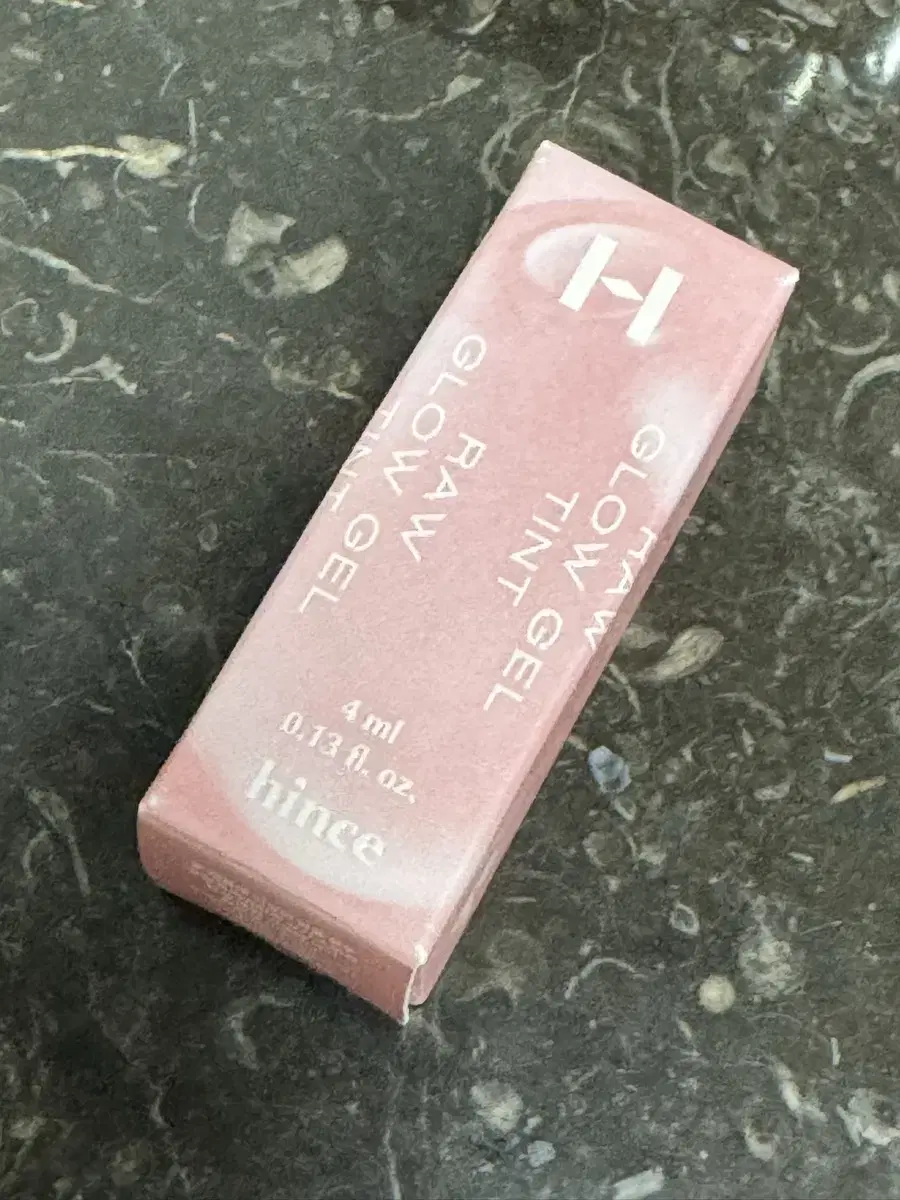 H
RAW
GLOW GEL
TINT
RAW
GLOW GEL
TINT
4 ml
0.13 fl. oz.
hince